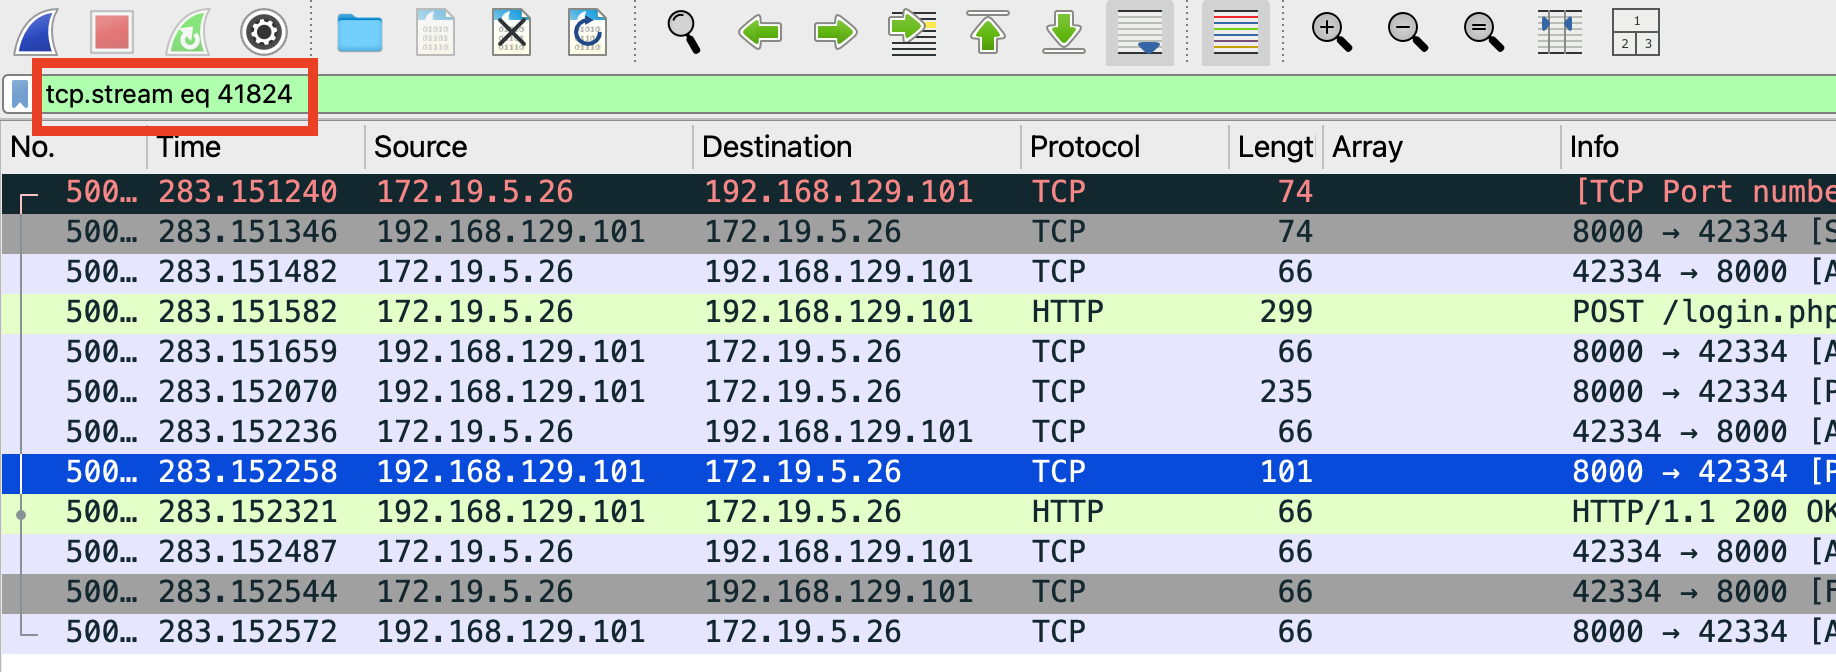 1
2 3
tcp.stream eq 41824
No. Time Source Destination Protocol Lengt Array Info
500… 283.151240 172.19.5.26 192.168.129.101 TCP 74 [TCP Port numbe
500… 283.151346 192.168.129.101 172.19.5.26 TCP 74 8000 → 42334 [S
500… 283.151482 172.19.5.26 192.168.129.101 TCP 66 42334 → 8000 [A
500… 283.151582 172.19.5.26 192.168.129.101 HTTP 299 POST /login.php
500… 283.151659 192.168.129.101 172.19.5.26 TCP 66 8000 → 42334 [A
500… 283.152070 192.168.129.101 172.19.5.26 TCP 235 8000 → 42334 [P
500… 283.152236 172.19.5.26 192.168.129.101 TCP 66 42334 → 8000 [A
500… 283.152258 192.168.129.101 172.19.5.26 TCP 101 8000 → 42334 [P
500… 283.152321 192.168.129.101 172.19.5.26 HTTP 66 HTTP/1.1 200 OK
500… 283.152487 172.19.5.26 192.168.129.101 TCP 66 42334 → 8000 [A
500… 283.152544 172.19.5.26 192.168.129.101 TCP 66 42334 → 8000 [F
500… 283.152572 192.168.129.101 172.19.5.26 TCP 66 8000 → 42334 [A